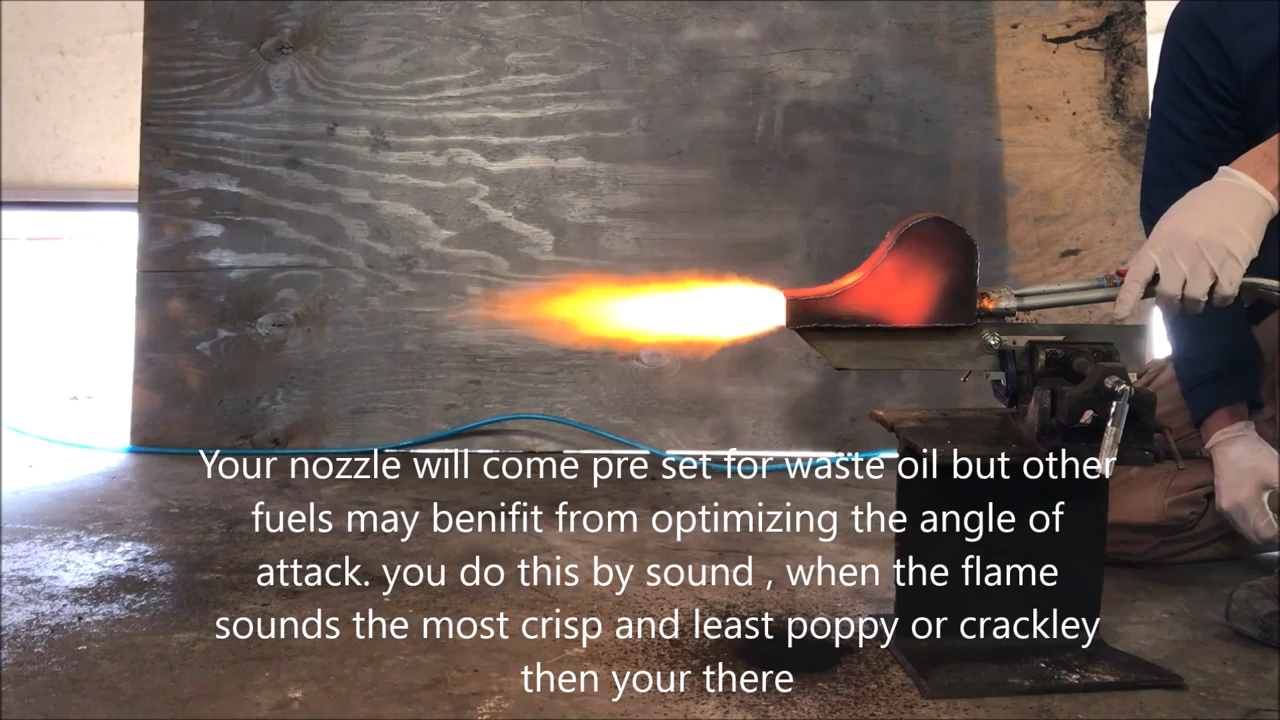 Your nozzle will come pre set for waste oil but other
fuels may benifit from optimizing the angle of
attack. you do this by sound , when the flame
sounds the most crisp and least poppy or crackley
then your there